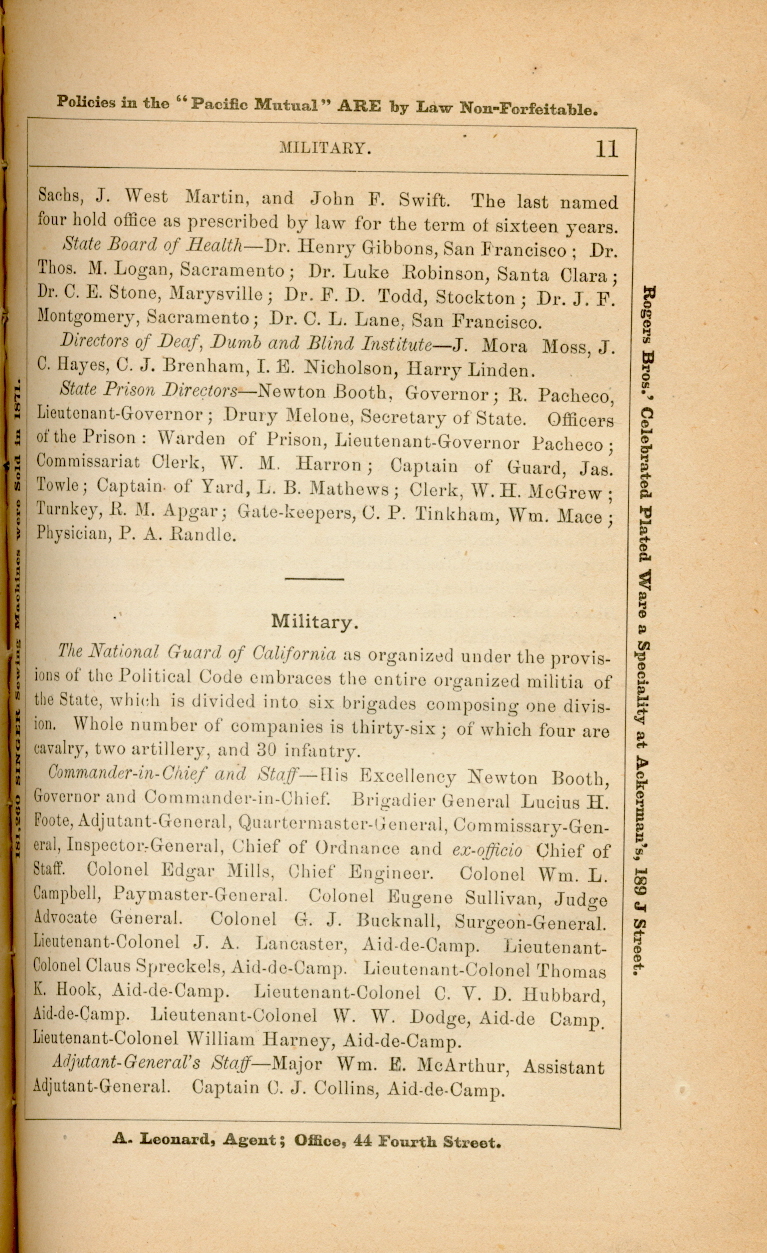 Policies in the "Pacific Mutual" ARE by Law Non-Forfeitable.
MILITARY. 11
Sachs, J. West Martin, and John F. Swift. The last named
four hold office as prescribed by law for the term of sixteen years.
State Board of Health—Dr. Henry Gibbons, San Francisco; Dr.
Thos. M. Logan, Sacramento; Dr. Luke Robinson, Santa Clara;
Dr. C. E. Stone, Marysville; Dr. F. D. Todd, Stockton; Dr. J. F.
Montgomery, Sacramento; Dr. C. L. Lane, San Francisco.
Directors of Deaf, Dumb and Blind Institute—J. Mora Moss, J.
C. Hayes, C. J. Brenham, I. E. Nicholson, Harry Linden.
State Prison Directors—Newton Booth, Governor; R. Pacheco,
Lieutenant-Governor; Drury Melone, Secretary of State. Officers
of the Prison: Warden of Prison, Lieutenant-Governor Pacheco;
Commissariat Clerk, W. M. Harron; Captain of Guard, Jas.
Towle; Captain of Yard, L. B. Mathews; Clerk, W. H. McGrew;
Turnkey, R. M. Apgar; Gate-keepers, C. P. Tinkham, Wm. Mace;
Physician, P. A. Randle.
Military.
The National Guard of California as organized under the provis-
ions of the Political Code embraces the entire organized militia of
the State, which is divided into six brigades composing one divis-
ion. Whole number of companies is thirty-six; of which four are
cavalry, two artillery, and 30 infantry.
Commander-in-Chief and Staff—His Excellency Newton Booth,
Governor and Commander-in-Chief. Brigadier General Lucius H.
Foote, Adjutant-General, Quartermaster-General, Commissary-Gen-
eral, Inspector-General, Chief of Ordnance and ex-officio Chief of
Staff. Colonel Edgar Mills, Chief Engineer. Colonel Wm. L.
Campbell, Paymaster-General. Colonel Eugene Sullivan, Judge
Advocate General. Colonel G. J. Bucknall, Surgeon-General.
Lieutenant-Colonel J. A. Lancaster, Aid-de-Camp. Lieutenant-
Colonel Claus Spreckels, Aid-de-Camp. Lieutenant-Colonel Thomas
K. Hook, Aid-de-Camp. Lieutenant-Colonel C. V. D. Hubbard,
Aid-de-Camp. Lieutenant-Colonel W. W. Dodge, Aid-de Camp.
Lieutenant-Colonel William Harney, Aid-de-Camp.
Adjutant-General's Staff—Major Wm. E. McArthur, Assistant
Adjutant-General. Captain C. J. Collins, Aid-de-Camp.
A. Leonard, Agent; Office, 44 Fourth Street.
Rogers Bros.' Celebrated Plated Ware a Speciality at Ackerman's, 189 J Street.
181,260 SINGER Sewing Machines were Sold in 1871.